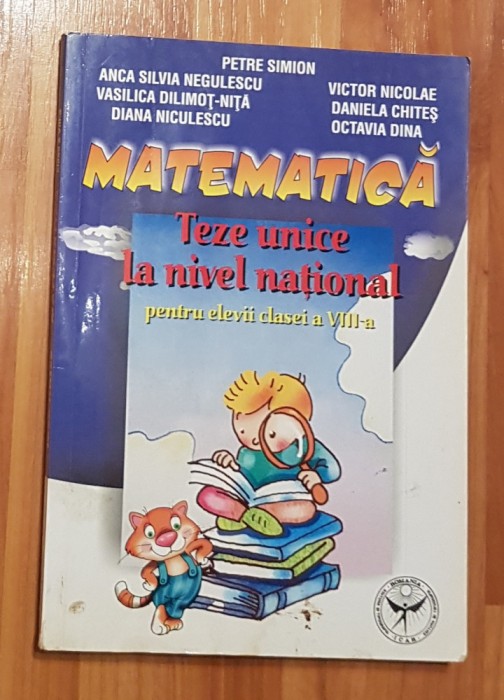 PETRE SIMION
ANCA SILVIA NEGULESCU
VASILICA DILIMOȚ-NIȚĂ
DIANA NICULESCU
VICTOR NICOLAE
DANIELA CHITEȘ
OCTAVIA DINA
MATEMATICĂ
Teze unice
la nivel național
pentru elevii clasei a VIII-a
ROMANIA
I.C.A.R.